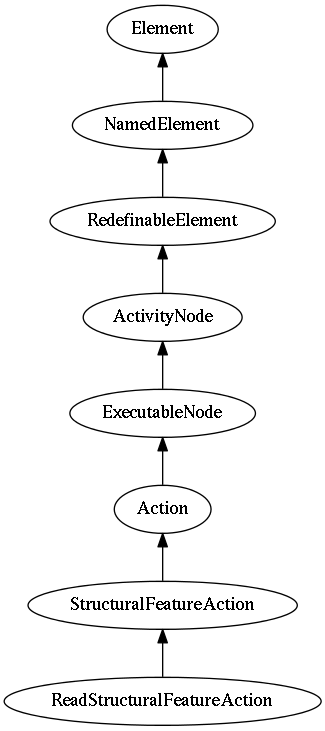 Element
NamedElement
RedefinableElement
ActivityNode
ExecutableNode
Action
StructuralFeatureAction
ReadStructuralFeatureAction